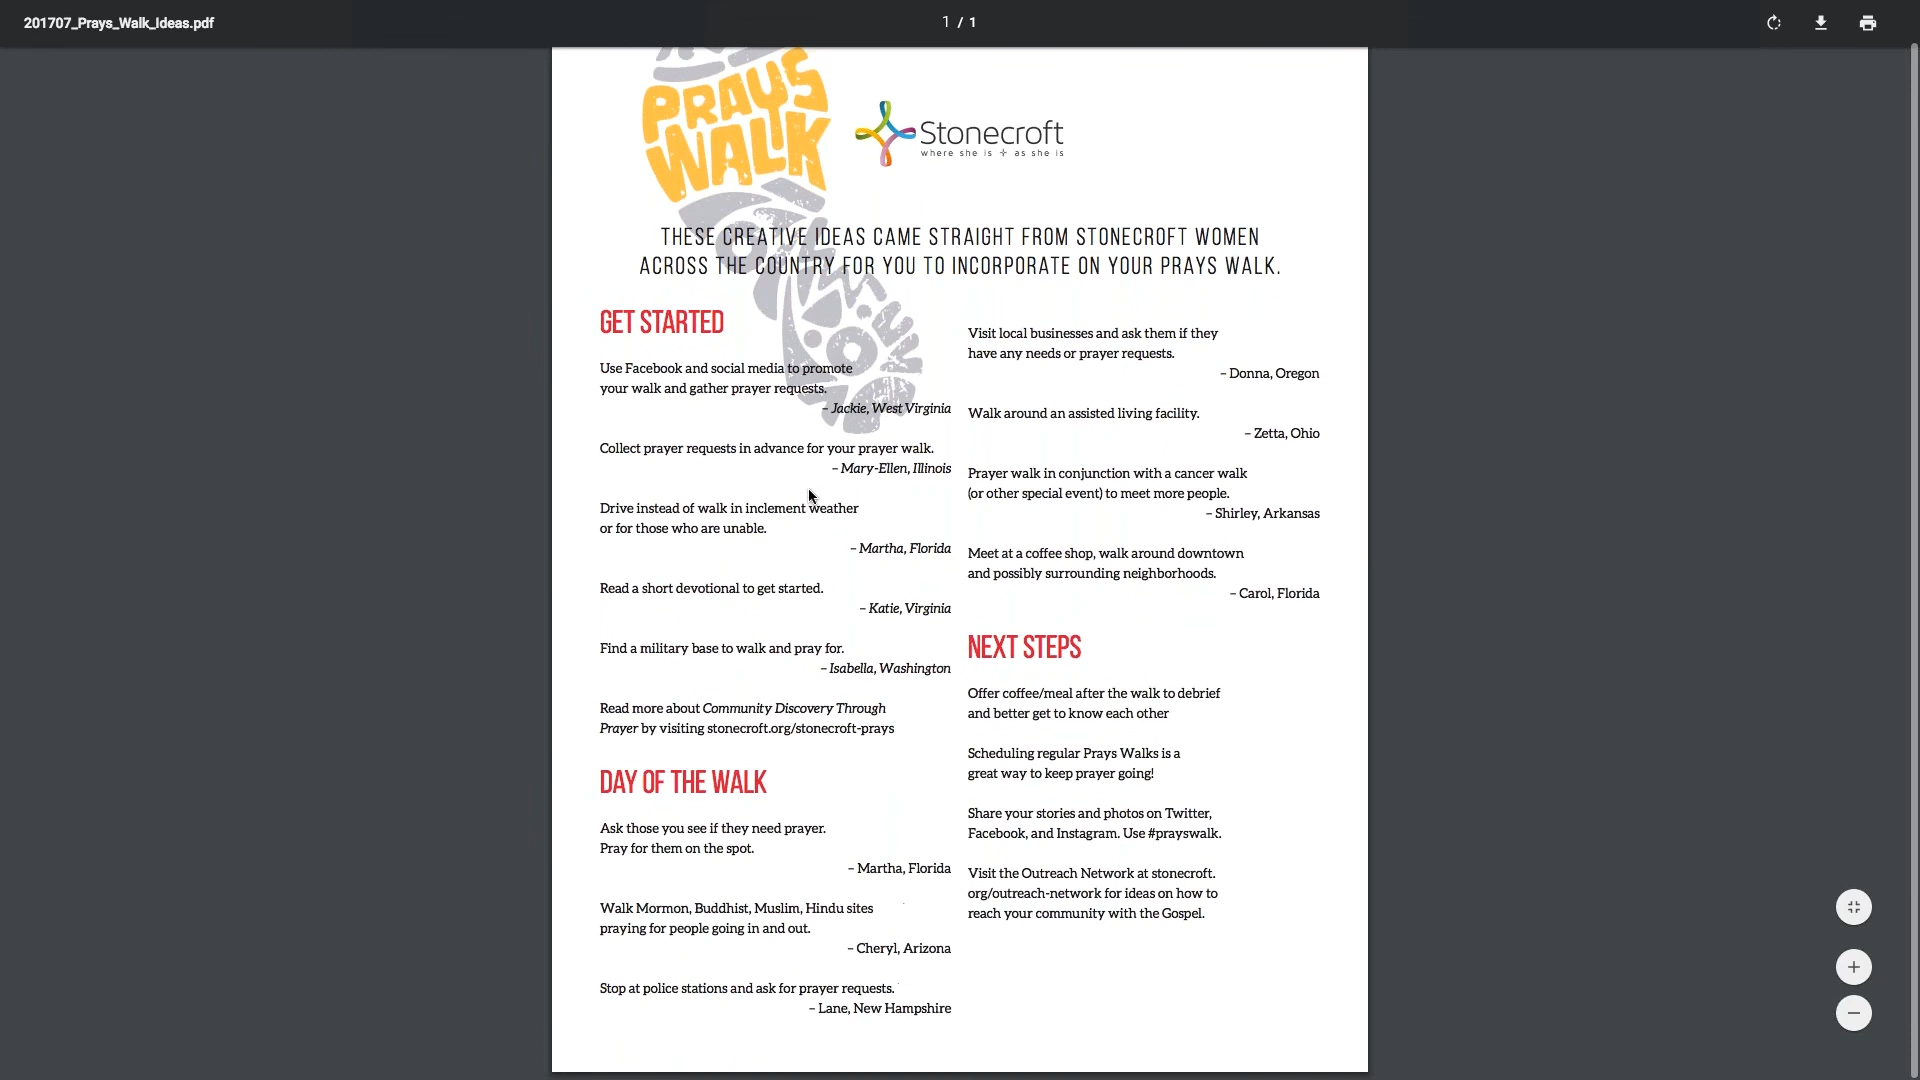 201707_Prays_Walk_Ideas.pdf
1 / 1
PRAYS
WALK
Stonecroft
where she is + as she is
THESE CREATIVE IDEAS CAME STRAIGHT FROM STONECROFT WOMEN
ACROSS THE COUNTRY FOR YOU TO INCORPORATE ON YOUR PRAYS WALK.
GET STARTED
Use Facebook and social media to promote
your walk and gather prayer requests.
– Jackie, West Virginia
Collect prayer requests in advance for your prayer walk.
– Mary-Ellen, Illinois
Drive instead of walk in inclement weather
or for those who are unable.
– Martha, Florida
Read a short devotional to get started.
– Katie, Virginia
Find a military base to walk and pray for.
– Isabella, Washington
Read more about Community Discovery Through
Prayer by visiting stonecroft.org/stonecroft-prays
DAY OF THE WALK
Ask those you see if they need prayer.
Pray for them on the spot.
– Martha, Florida
Walk Mormon, Buddhist, Muslim, Hindu sites
praying for people going in and out.
– Cheryl, Arizona
Stop at police stations and ask for prayer requests.
– Lane, New Hampshire
Visit local businesses and ask them if they
have any needs or prayer requests.
– Donna, Oregon
Walk around an assisted living facility.
– Zetta, Ohio
Prayer walk in conjunction with a cancer walk
(or other special event) to meet more people.
– Shirley, Arkansas
Meet at a coffee shop, walk around downtown
and possibly surrounding neighborhoods.
– Carol, Florida
NEXT STEPS
Offer coffee/meal after the walk to debrief
and better get to know each other
Scheduling regular Prays Walks is a
great way to keep prayer going!
Share your stories and photos on Twitter,
Facebook, and Instagram. Use #prayswalk.
Visit the Outreach Network at stonecroft.
org/outreach-network for ideas on how to
reach your community with the Gospel.